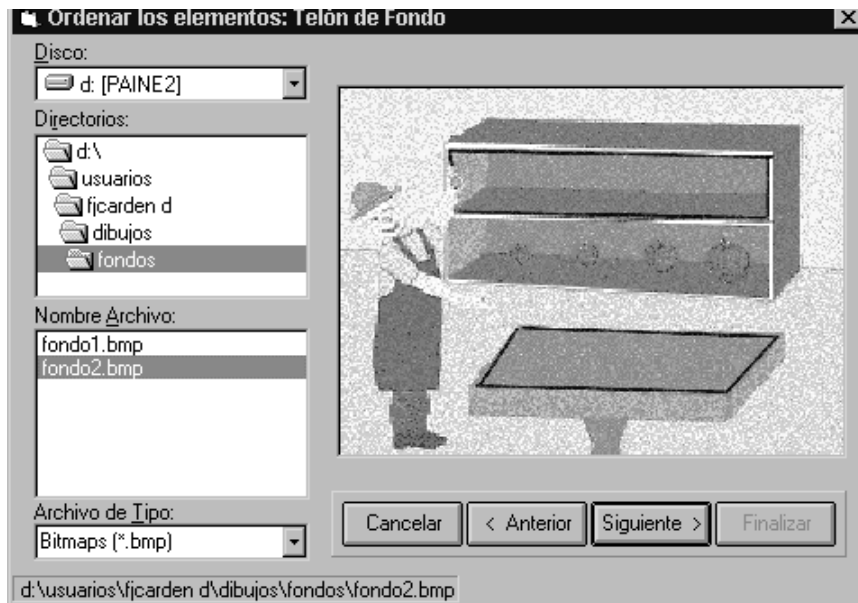 Ordenar los elementos: Telón de Fondo
Disco:
d: [PAINE2]
Directorios:
d:\
usuarios
fjcarden d
dibujos
fondos
Nombre Archivo:
fondo1.bmp
fondo2.bmp
Archivo de Tipo:
Bitmaps (*.bmp)
Cancelar
< Anterior
Siguiente >
Finalizar
d:\usuarios\fjcarden d\dibujos\fondos\fondo2.bmp